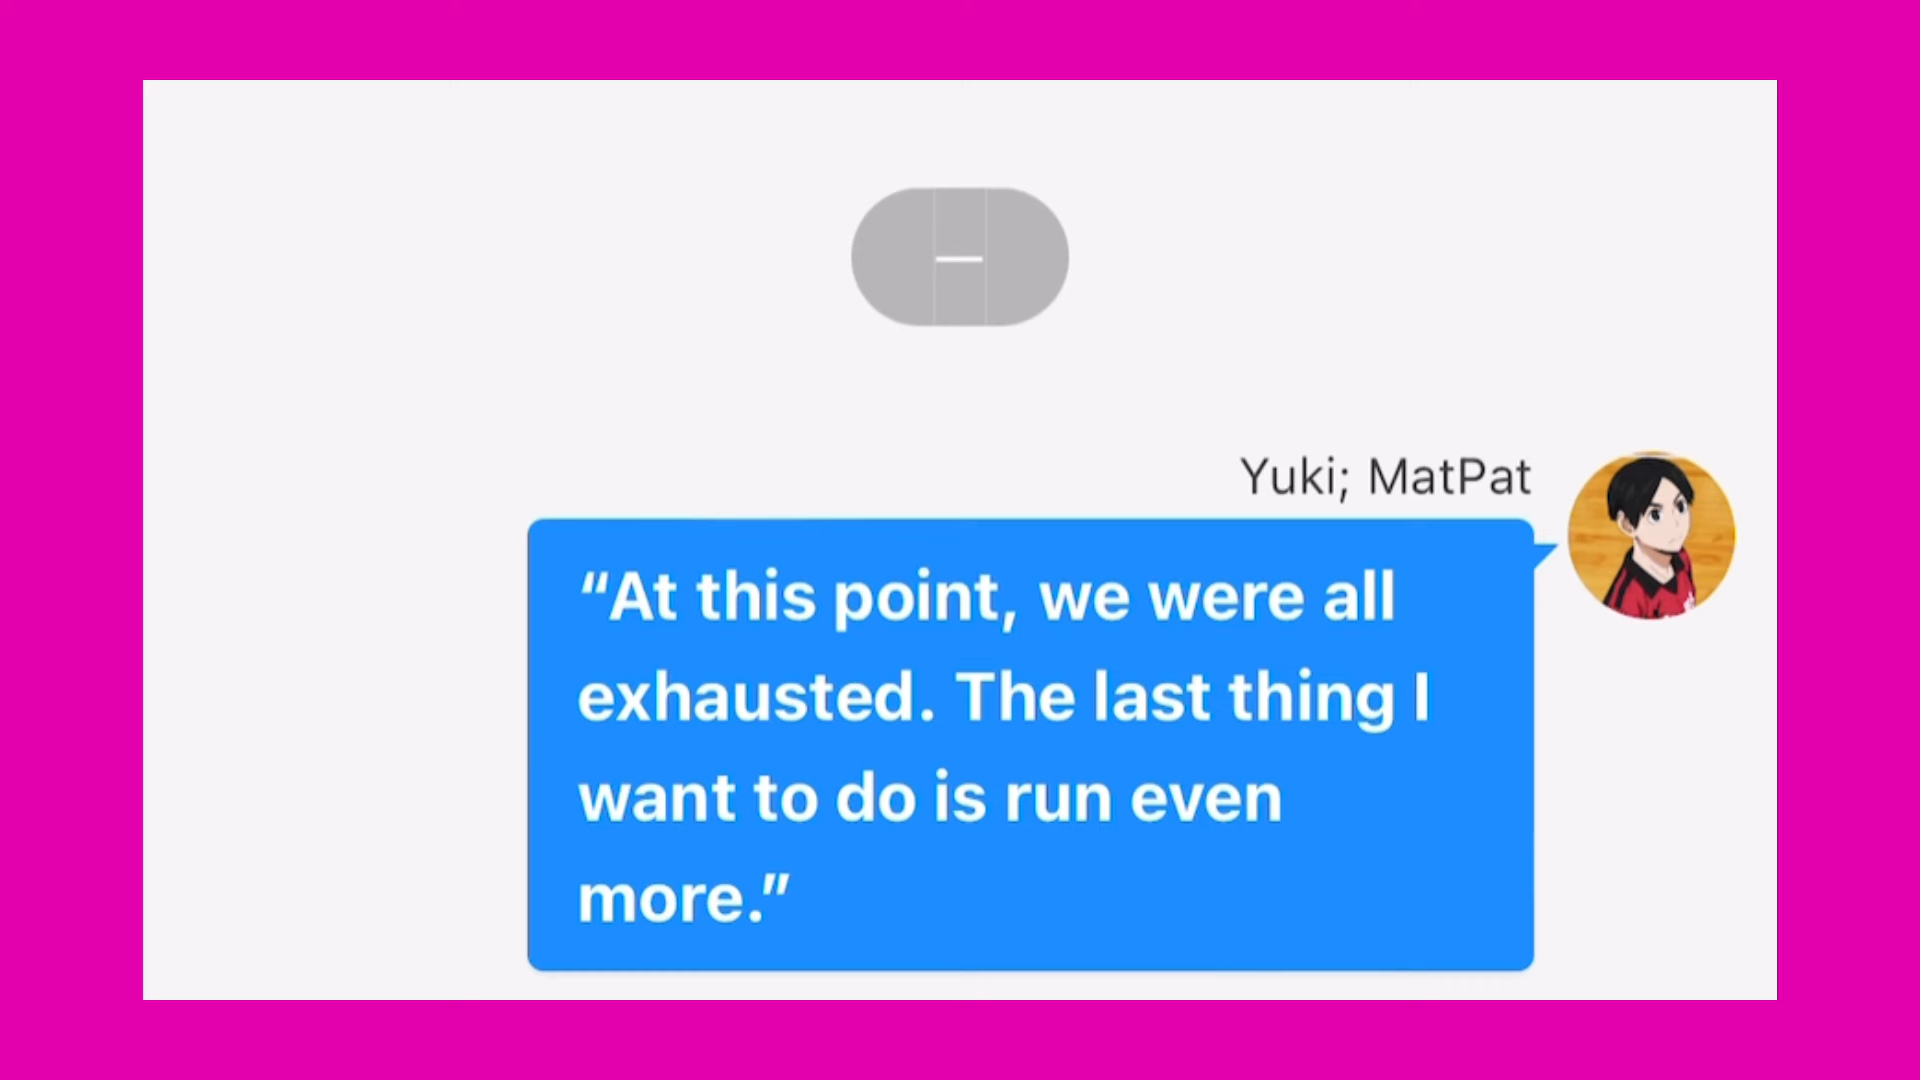 —
Yuki; MatPat
“At this point, we were all
exhausted. The last thing I
want to do is run even
more.”